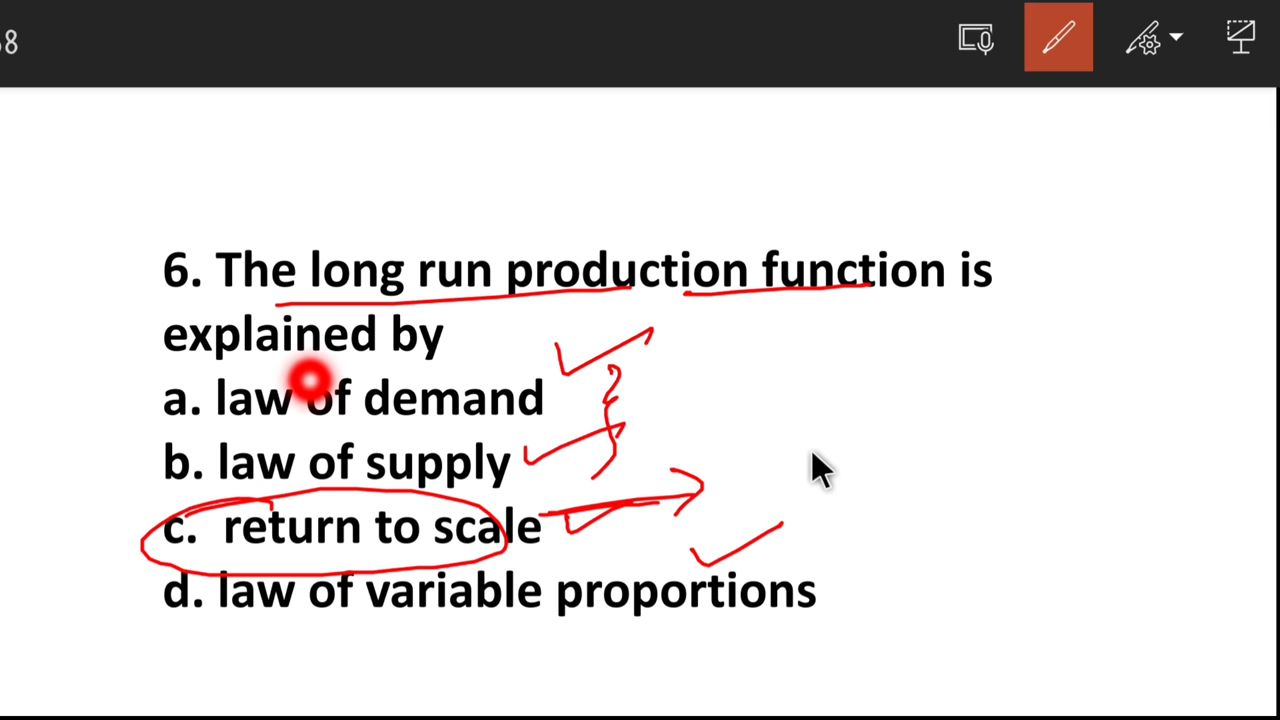 6. The long run production function is
explained by
a. law of demand
b. law of supply
c. return to scale
d. law of variable proportions